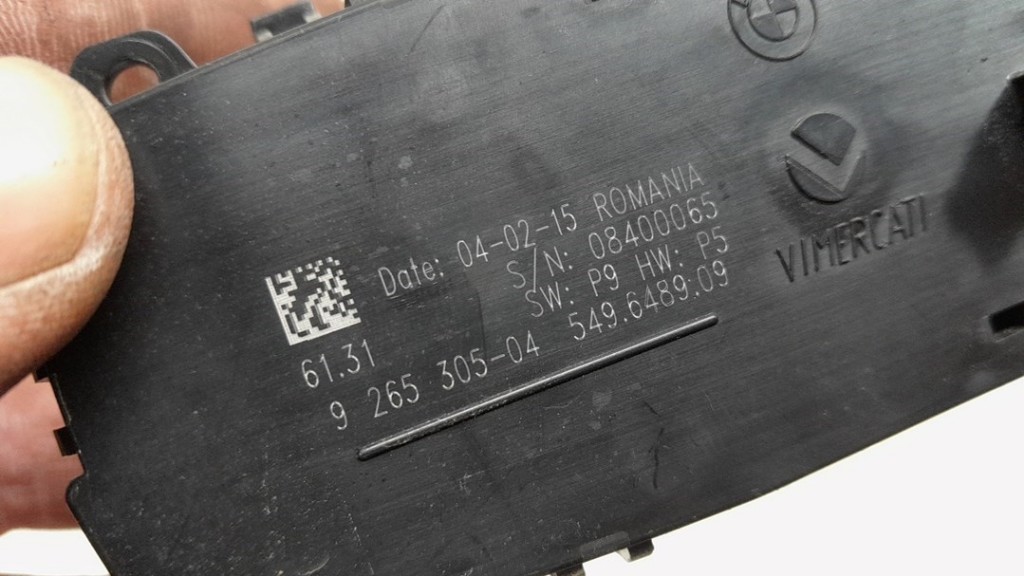 Date: 04-02-15 ROMANIA
S/N: 08400065
SW: P9 HW: P5
61.31
9 265 305-04 549.6489.09
VIMERCATI